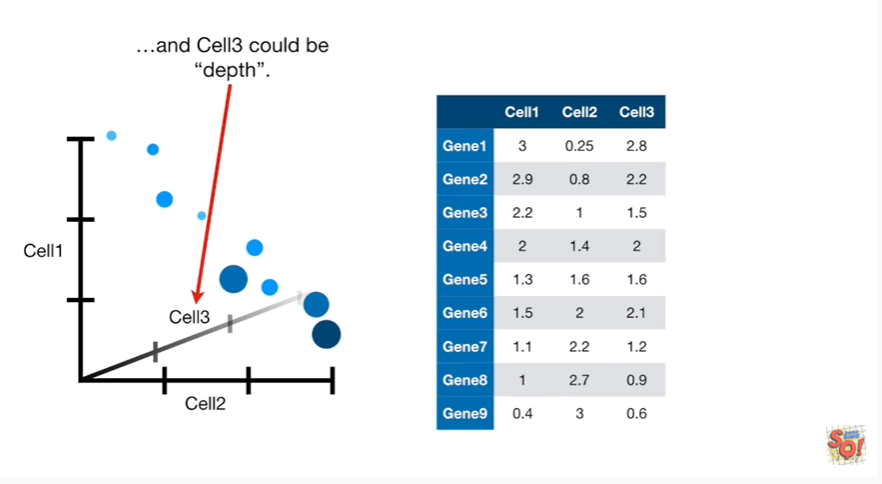 ...and Cell3 could be
“depth”.
Cell1
Cell3
Cell2
Cell1 Cell2 Cell3
Gene1 3 0.25 2.8
Gene2 2.9 0.8 2.2
Gene3 2.2 1 1.5
Gene4 2 1.4 2
Gene5 1.3 1.6 1.6
Gene6 1.5 2 2.1
Gene7 1.1 2.2 1.2
Gene8 1 2.7 0.9
Gene9 0.4 3 0.6
SQ!